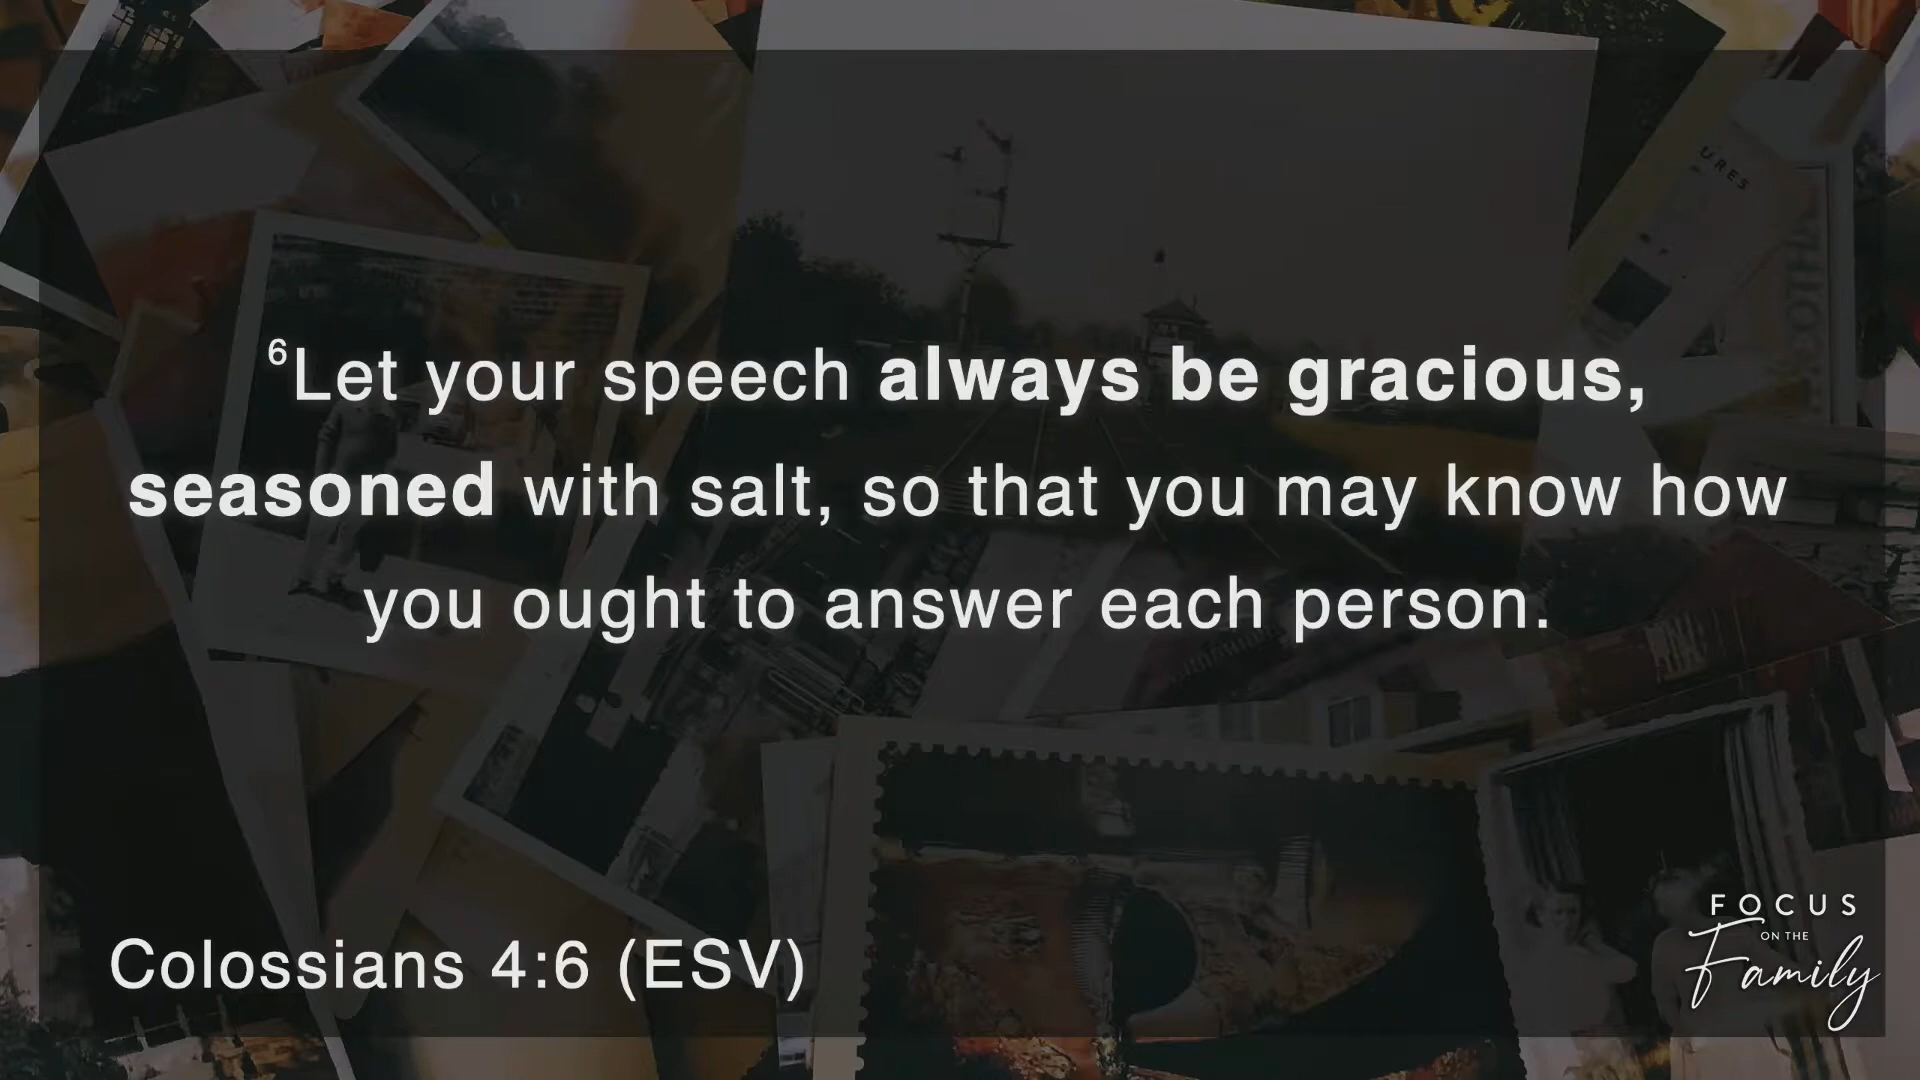 ⁶Let your speech always be gracious,
seasoned with salt, so that you may know how
you ought to answer each person.
Colossians 4:6 (ESV)
FOCUS
ON THE
Family
URES